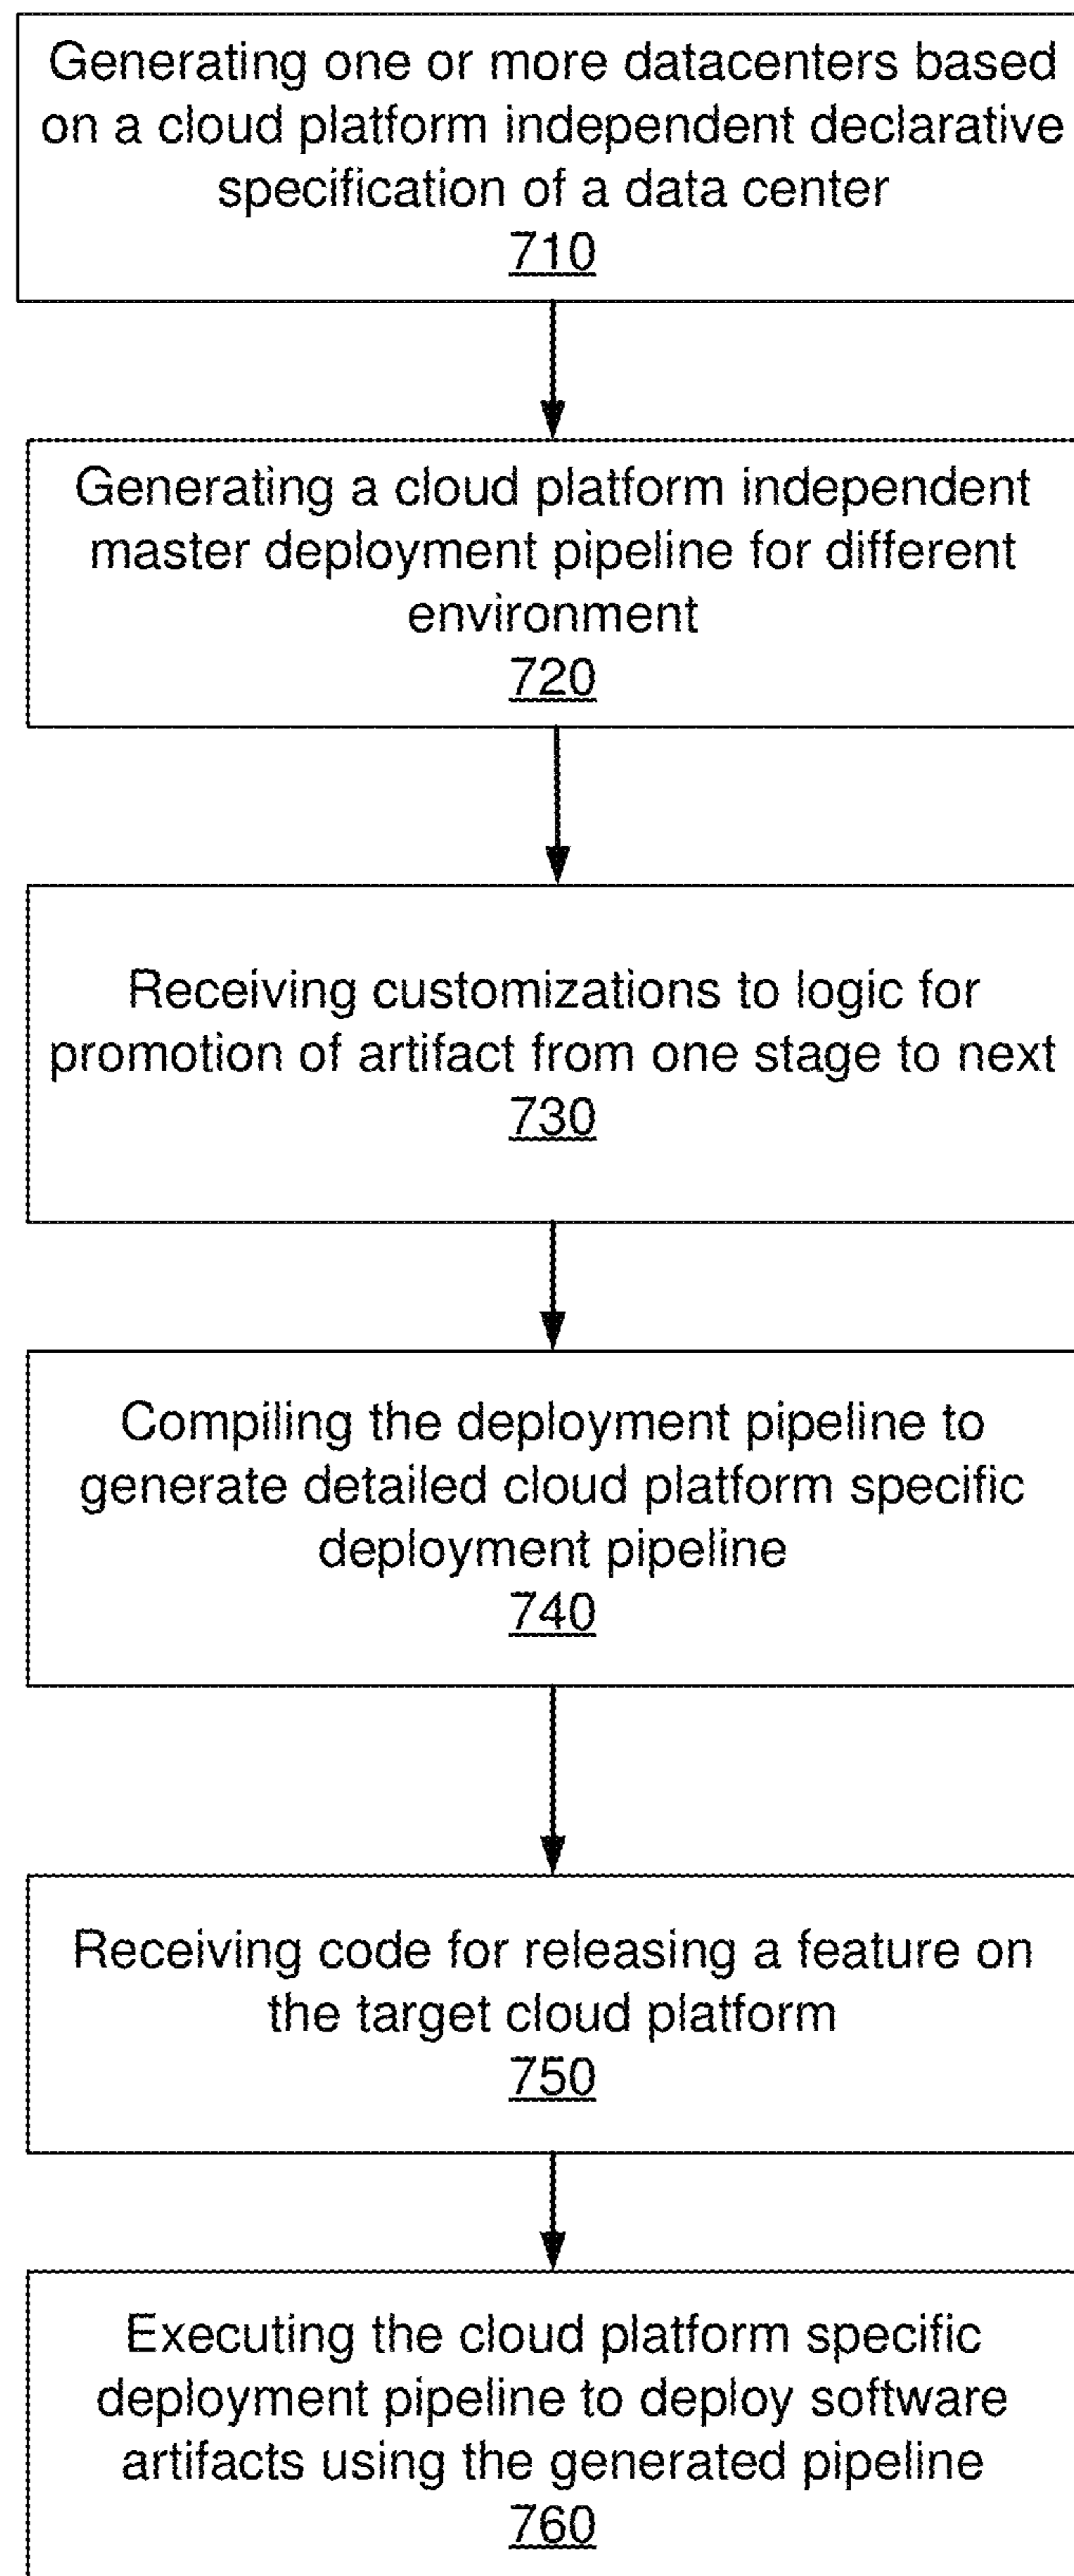 Generating one or more datacenters based
on a cloud platform independent declarative
specification of a data center
710
Generating a cloud platform independent
master deployment pipeline for different
environment
720
Receiving customizations to logic for
promotion of artifact from one stage to next
730
Compiling the deployment pipeline to
generate detailed cloud platform specific
deployment pipeline
740
Receiving code for releasing a feature on
the target cloud platform
750
Executing the cloud platform specific
deployment pipeline to deploy software
artifacts using the generated pipeline
760